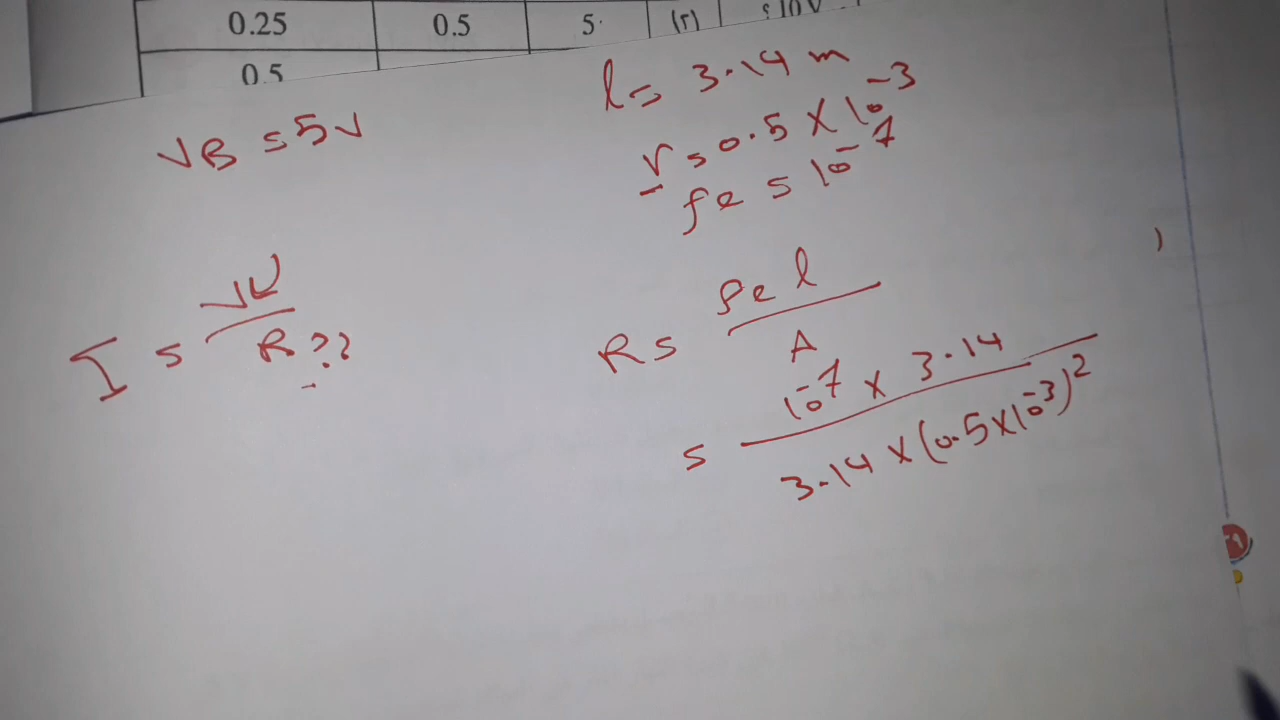 0.25 0.5 5 (٢)
0.5
l = 3.14 m
VB = 5V
r = 0.5 × 10⁻³
ρe = 10⁻⁷
I = V / R ??
R = ρe l / A
= 10⁻⁷ × 3.14 / 3.14 × (0.5×10⁻³)²